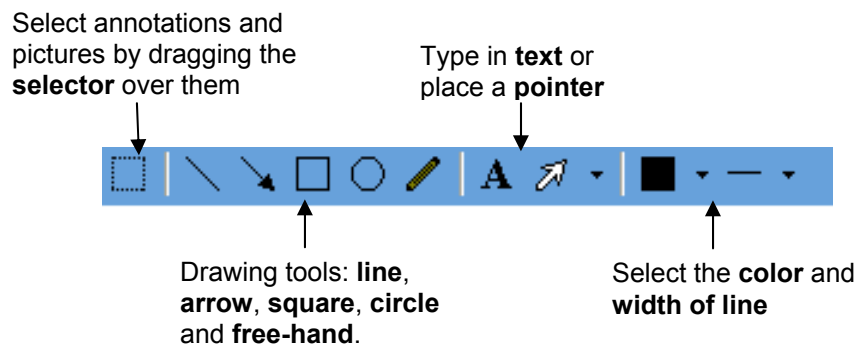 Select annotations and
pictures by dragging the
selector over them
Type in text or
place a pointer
A
Drawing tools: line,
arrow, square, circle
and free-hand.
Select the color and
width of line